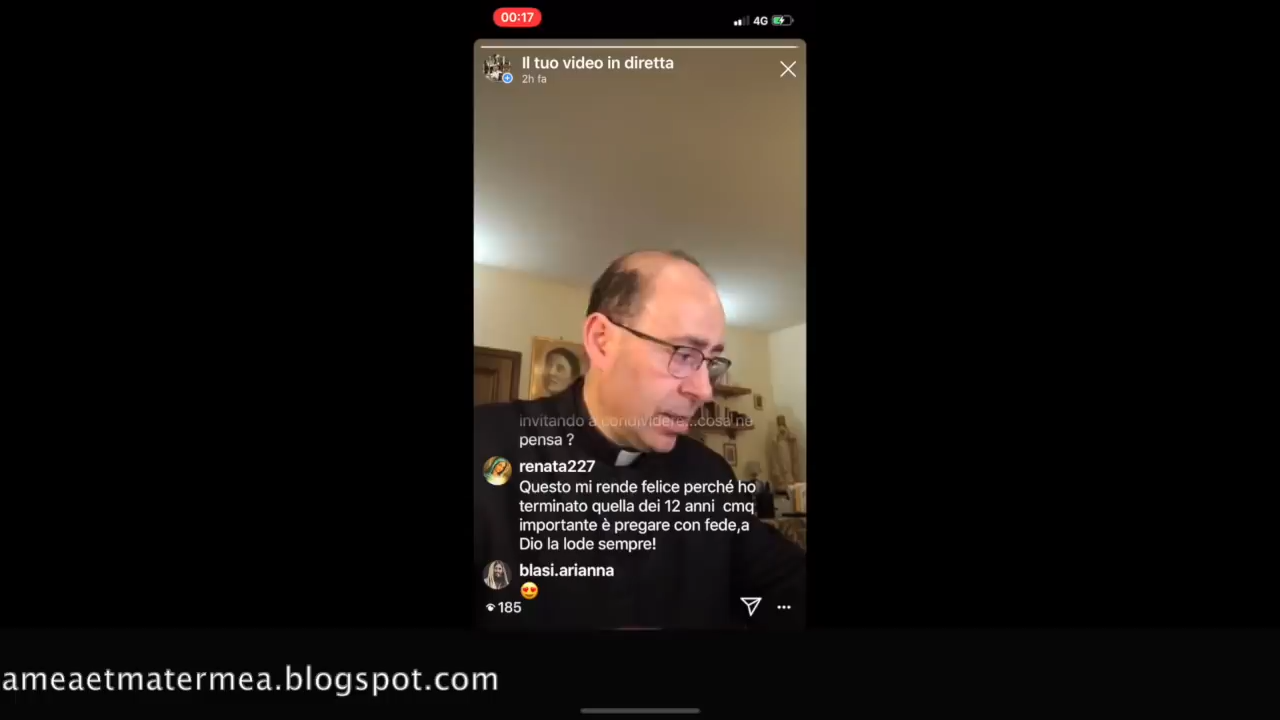 00:17
4G
Il tuo video in diretta
2h fa
invitando a condividere...cosa ne
pensa ?
renata227
Questo mi rende felice perché ho
terminato quella dei 12 anni cmq
importante è pregare con fede,a
Dio la lode sempre!
blasi.arianna
185
ameaetmatermea.blogspot.com